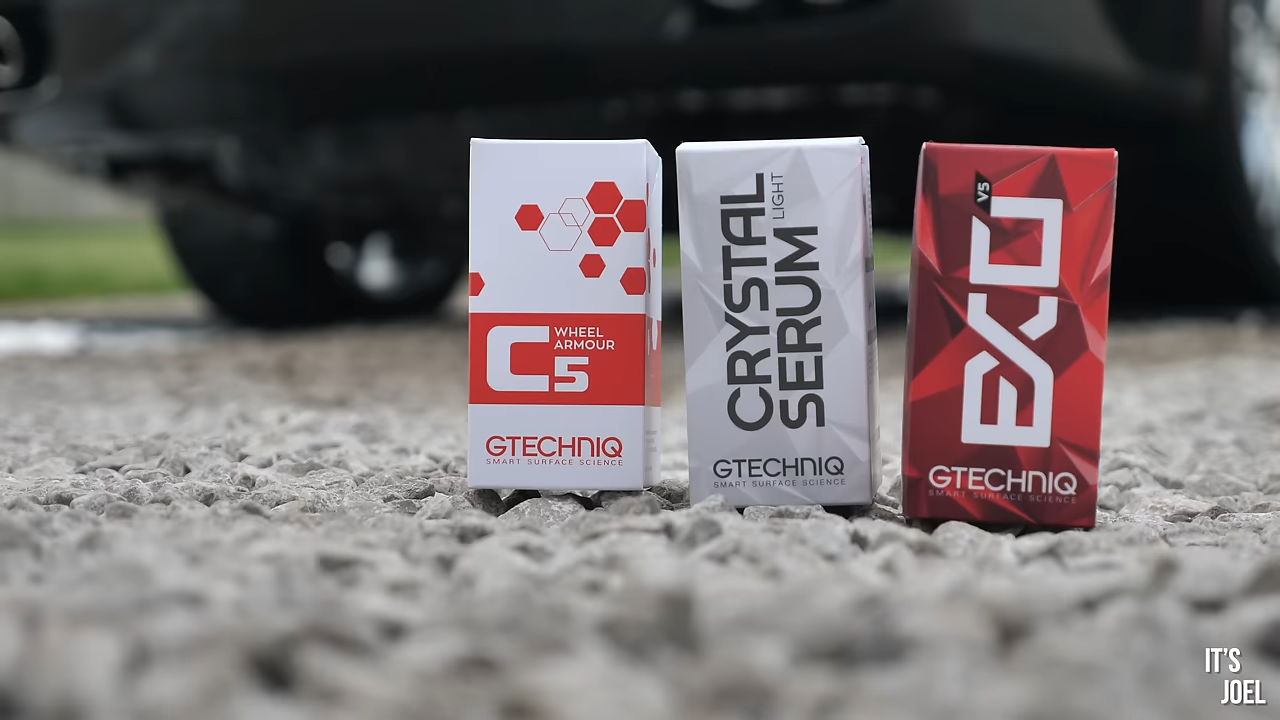 C5
WHEEL
ARMOUR
GTECHNIQ
SMART SURFACE SCIENCE
CRYSTAL
SERUM
LIGHT
GTECHNIQ
SMART SURFACE SCIENCE
EXO
V5
GTECHNIQ
SMART SURFACE SCIENCE
IT'S
JOEL